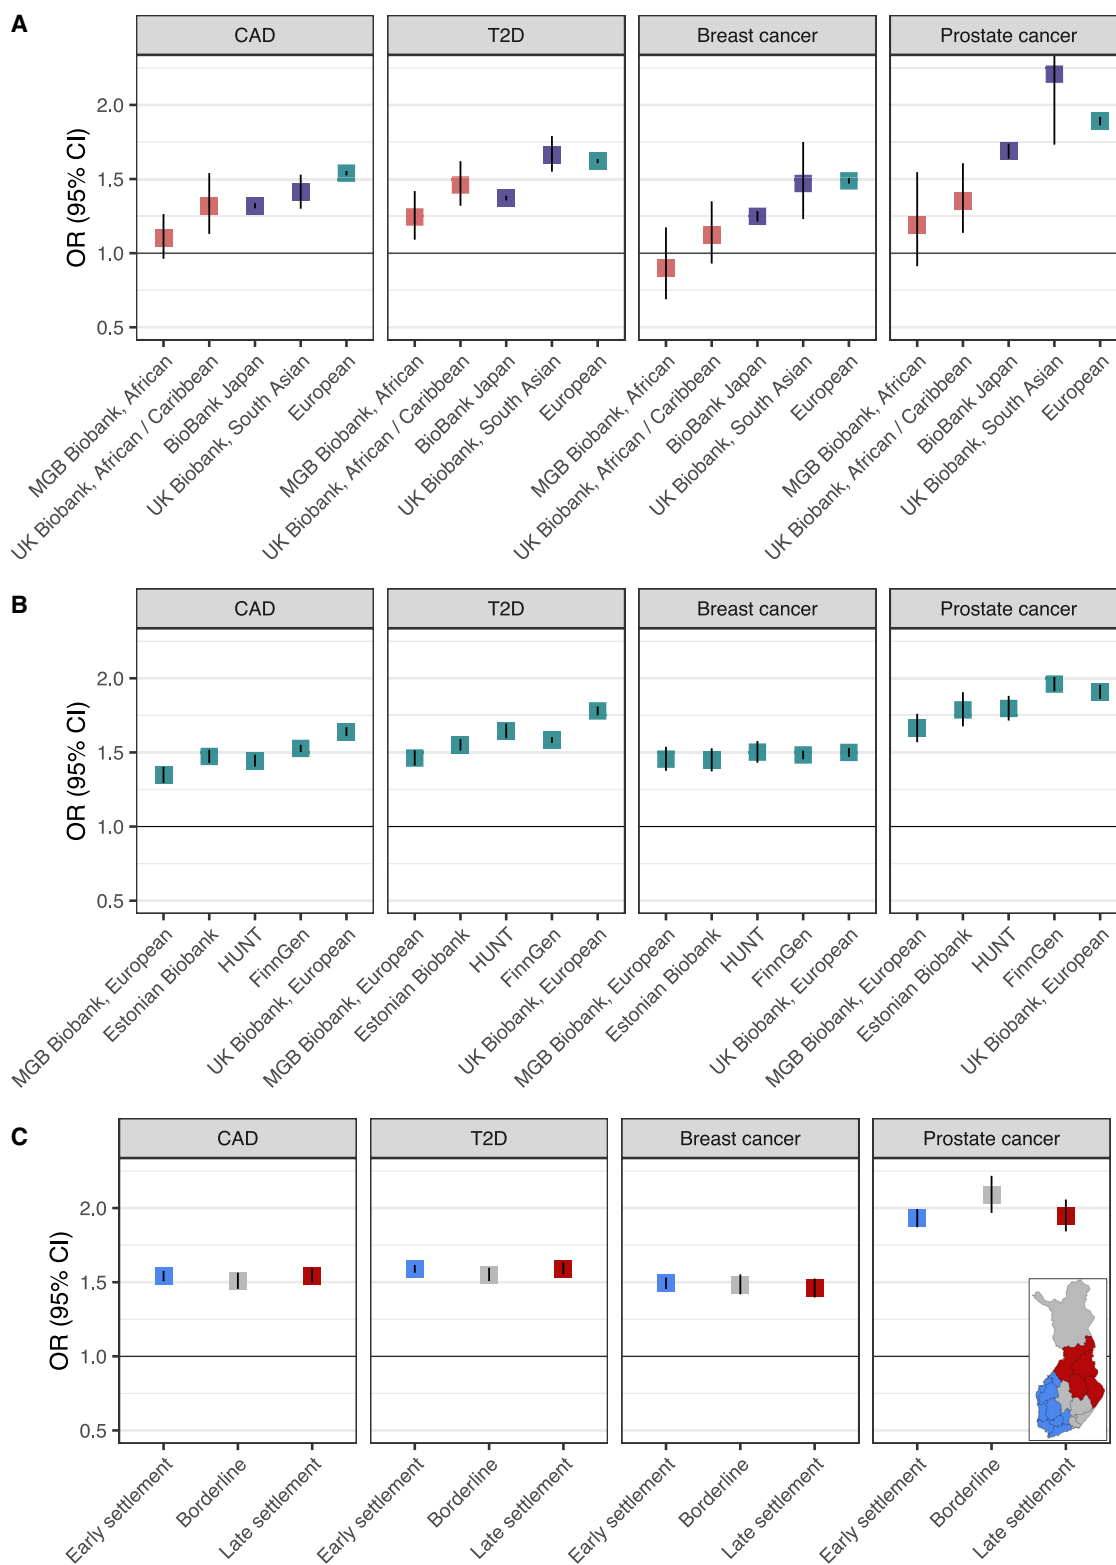 A
CAD
T2D
Breast cancer
Prostate cancer
OR (95% CI)
2.0
1.5
1.0
0.5
MGB Biobank, African
UK Biobank, African / Caribbean
BioBank Japan
UK Biobank, South Asian
European
MGB Biobank, African
UK Biobank, African / Caribbean
BioBank Japan
UK Biobank, South Asian
European
MGB Biobank, African
UK Biobank, African / Caribbean
BioBank Japan
UK Biobank, South Asian
European
MGB Biobank, African
UK Biobank, African / Caribbean
BioBank Japan
UK Biobank, South Asian
European
B
CAD
T2D
Breast cancer
Prostate cancer
OR (95% CI)
2.0
1.5
1.0
0.5
MGB Biobank, European
Estonian Biobank
HUNT
FinnGen
UK Biobank, European
MGB Biobank, European
Estonian Biobank
HUNT
FinnGen
UK Biobank, European
MGB Biobank, European
Estonian Biobank
HUNT
FinnGen
UK Biobank, European
MGB Biobank, European
Estonian Biobank
HUNT
FinnGen
UK Biobank, European
C
CAD
T2D
Breast cancer
Prostate cancer
OR (95% CI)
2.0
1.5
1.0
0.5
Early settlement
Borderline
Late settlement
Early settlement
Borderline
Late settlement
Early settlement
Borderline
Late settlement
Early settlement
Borderline
Late settlement